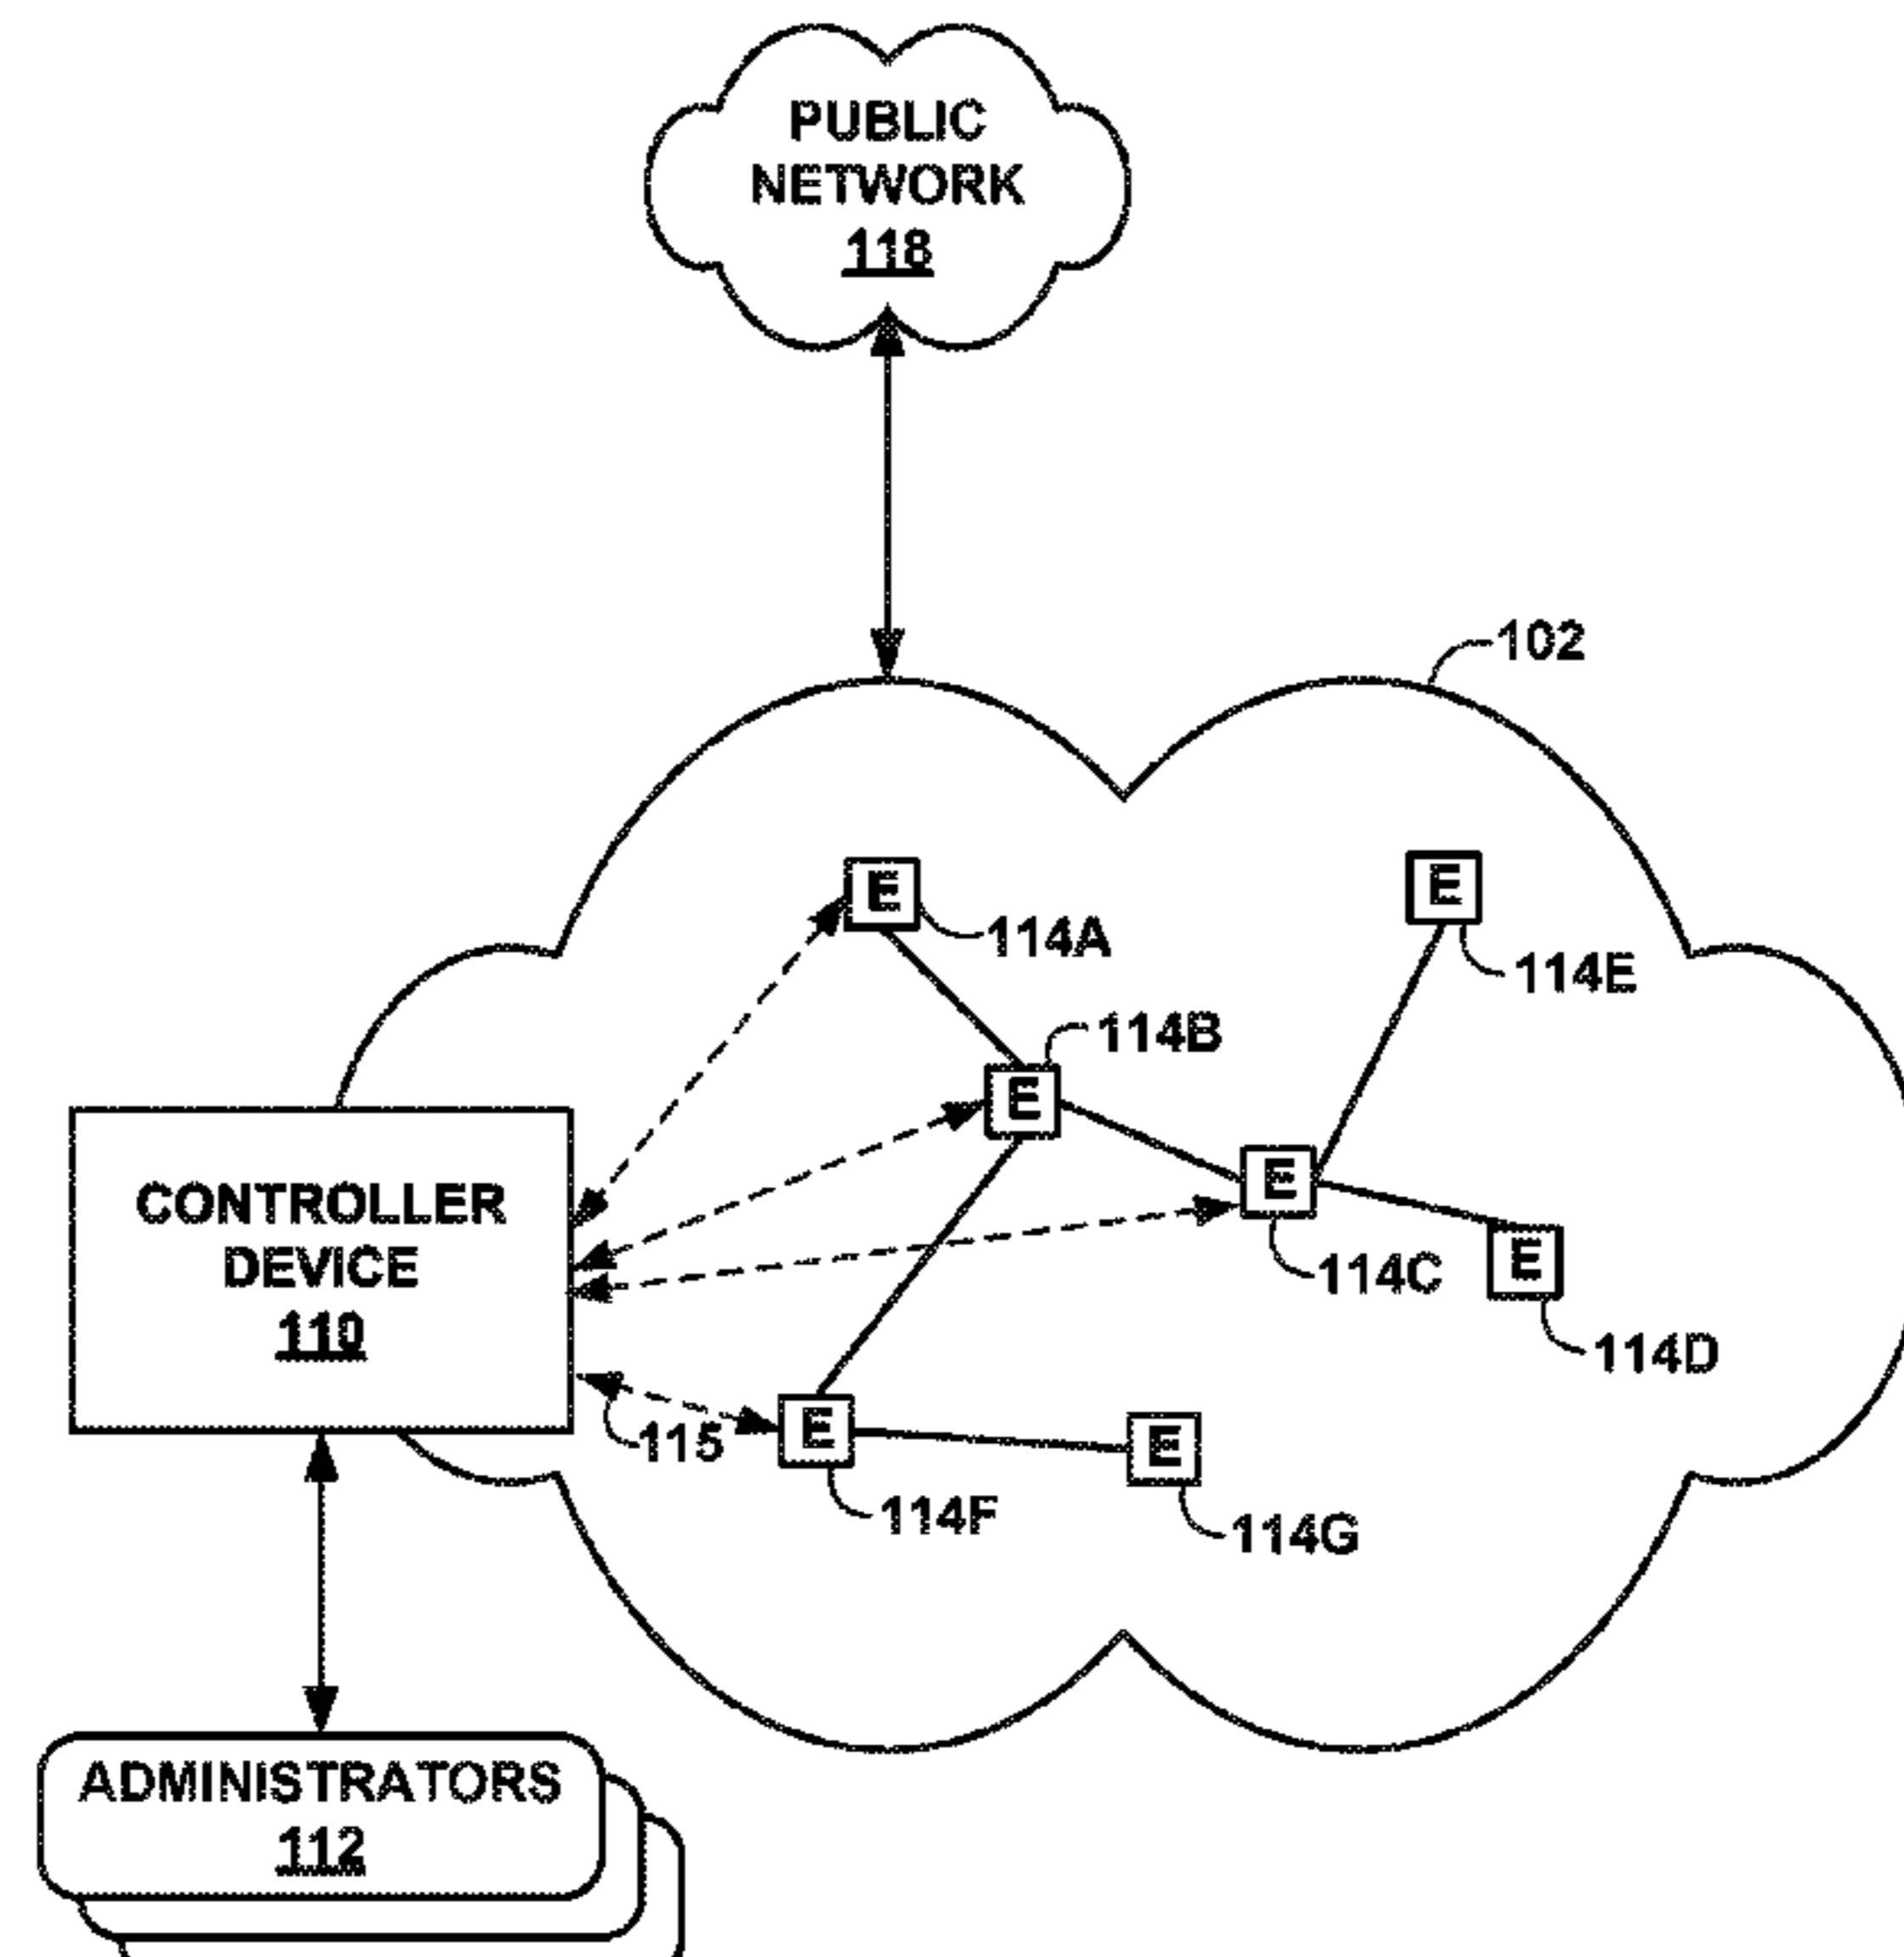 PUBLIC
NETWORK
118
102
E
114A
E
114E
114B
E
E
114C
E
114D
CONTROLLER
DEVICE
110
115
E
114F
E
114G
ADMINISTRATORS
112